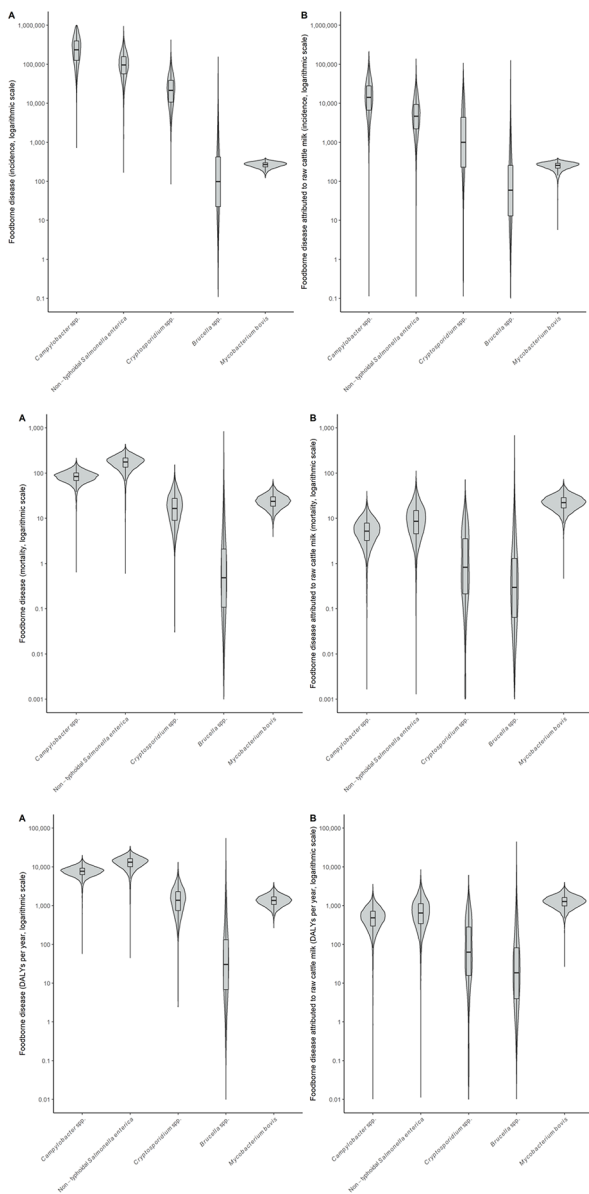 A
Foodborne disease (incidence, logarithmic scale)
1,000,000
100,000
10,000
1,000
100
10
1
0.1
Campylobacter spp.
Non-typhoidal Salmonella enterica
Cryptosporidium spp.
Brucella spp.
Mycobacterium bovis
B
Foodborne disease attributed to raw cattle milk (incidence, logarithmic scale)
1,000,000
100,000
10,000
1,000
100
10
1
0.1
Campylobacter spp.
Non-typhoidal Salmonella enterica
Cryptosporidium spp.
Brucella spp.
Mycobacterium bovis
A
Foodborne disease (mortality, logarithmic scale)
1,000
100
10
1
0.1
0.01
0.001
Campylobacter spp.
Non-typhoidal Salmonella enterica
Cryptosporidium spp.
Brucella spp.
Mycobacterium bovis
B
Foodborne disease attributed to raw cattle milk (mortality, logarithmic scale)
1,000
100
10
1
0.1
0.01
0.001
Campylobacter spp.
Non-typhoidal Salmonella enterica
Cryptosporidium spp.
Brucella spp.
Mycobacterium bovis
A
Foodborne disease (DALYs per year, logarithmic scale)
100,000
10,000
1,000
100
10
1
0.1
0.01
Campylobacter spp.
Non-typhoidal Salmonella enterica
Cryptosporidium spp.
Brucella spp.
Mycobacterium bovis
B
Foodborne disease attributed to raw cattle milk (DALYs per year, logarithmic scale)
100,000
10,000
1,000
100
10
1
0.1
0.01
Campylobacter spp.
Non-typhoidal Salmonella enterica
Cryptosporidium spp.
Brucella spp.
Mycobacterium bovis